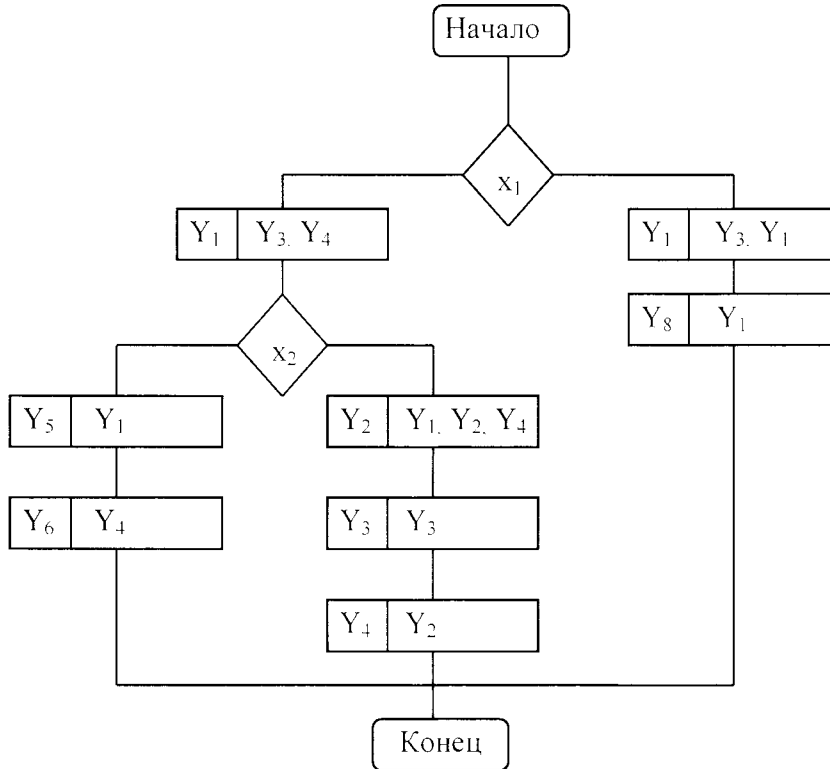 Начало
x₁
Y₁ Y₃, Y₄
Y₁ Y₃, Y₁
Y₈ Y₁
x₂
Y₅ Y₁
Y₂ Y₁, Y₂, Y₄
Y₆ Y₄
Y₃ Y₃
Y₄ Y₂
Конец